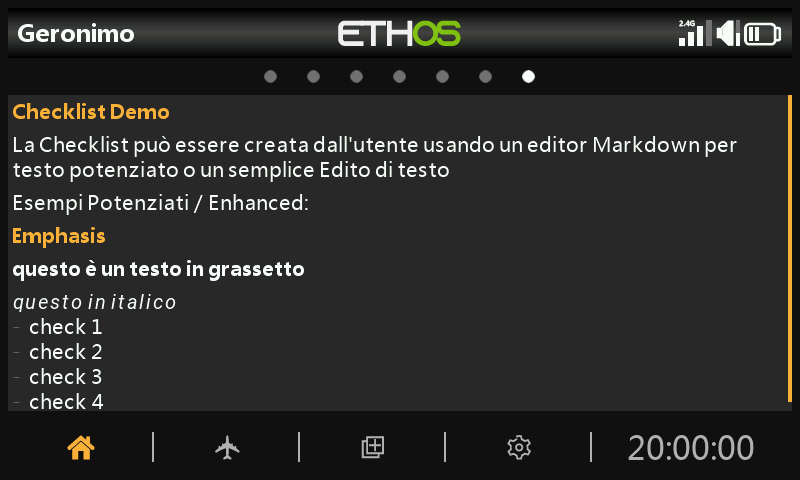 Geronimo
ETHOS
2.4G
Checklist Demo
La Checklist può essere creata dall'utente usando un editor Markdown per
testo potenziato o un semplice Edito di testo
Esempi Potenziati / Enhanced:
Emphasis
questo è un testo in grassetto
questo in italico
- check 1
- check 2
- check 3
- check 4
20:00:00